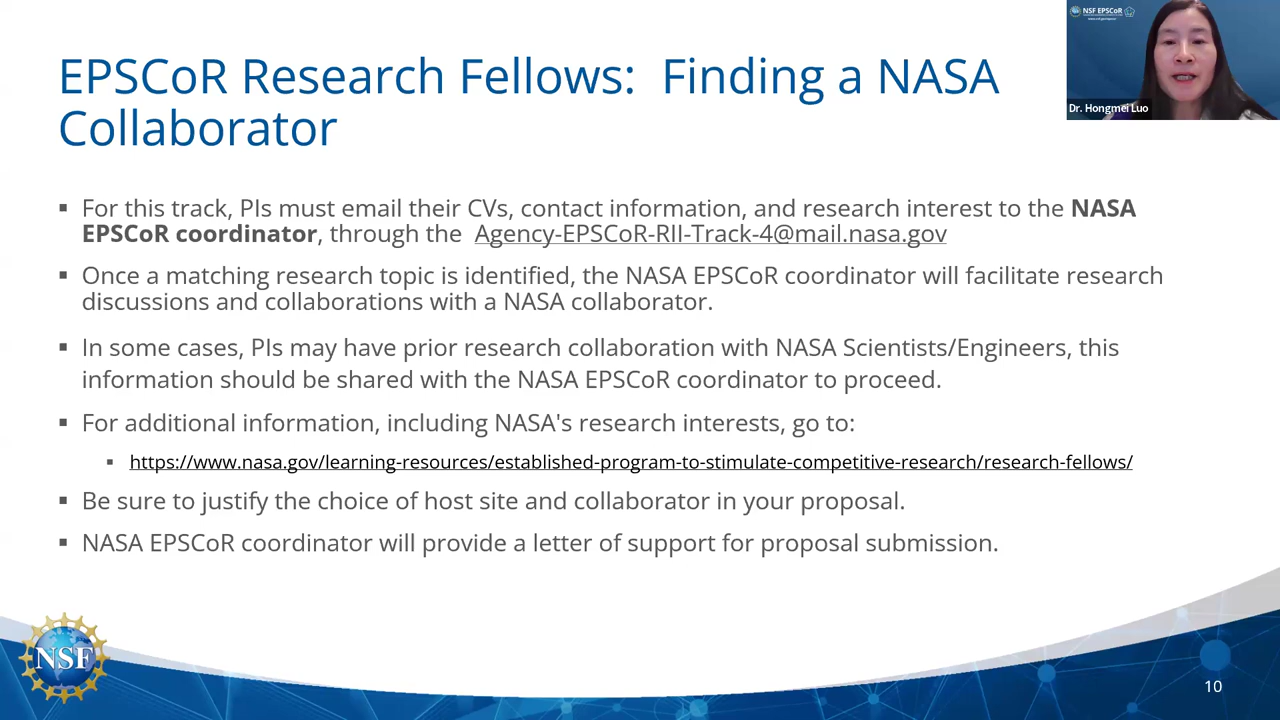 NSF EPSCoR
Dr. Hongmei Luo
EPSCoR Research Fellows:  Finding a NASA
Collaborator
▪ For this track, PIs must email their CVs, contact information, and research interest to the NASA
EPSCoR coordinator, through the  Agency-EPSCoR-RII-Track-4@mail.nasa.gov
▪ Once a matching research topic is identified, the NASA EPSCoR coordinator will facilitate research
discussions and collaborations with a NASA collaborator.
▪ In some cases, PIs may have prior research collaboration with NASA Scientists/Engineers, this
information should be shared with the NASA EPSCoR coordinator to proceed.
▪ For additional information, including NASA's research interests, go to:
▪ https://www.nasa.gov/learning-resources/established-program-to-stimulate-competitive-research/research-fellows/
▪ Be sure to justify the choice of host site and collaborator in your proposal.
▪ NASA EPSCoR coordinator will provide a letter of support for proposal submission.
NSF
10